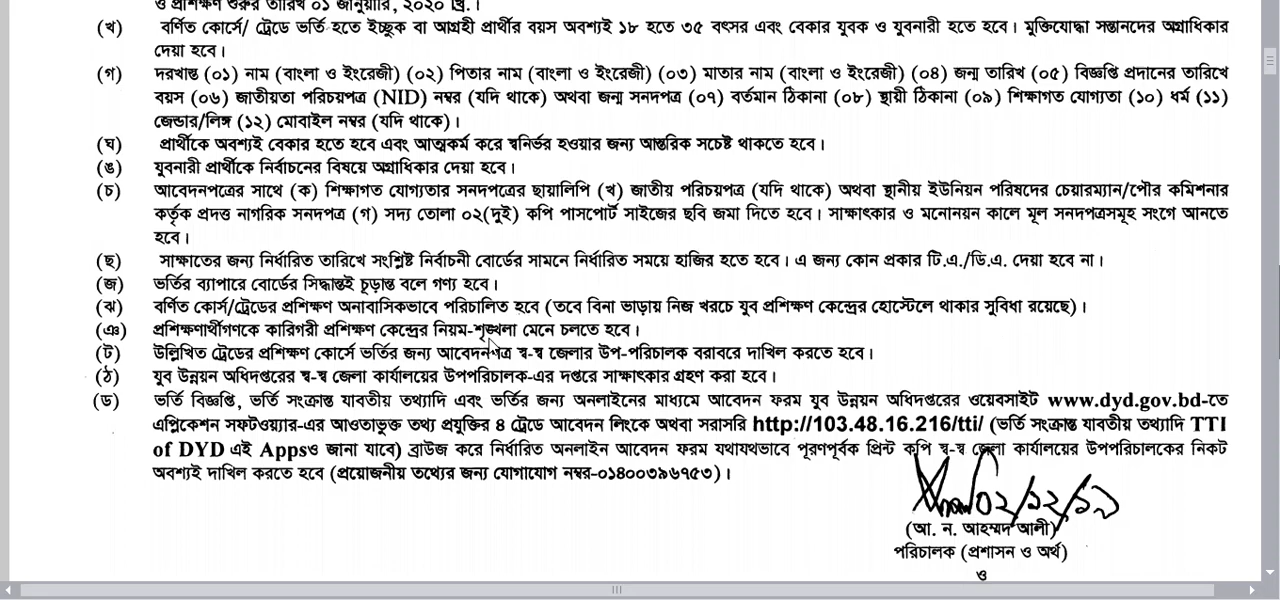 ও প্রশিক্ষণ শুরুর তারিখ ০১ জানুয়ারি, ২০২০ খ্রি.।
(খ) বর্ণিত কোর্সে/ ট্রেডে ভর্তি হতে ইচ্ছুক বা আগ্রহী প্রার্থীর বয়স অবশ্যই ১৮ হতে ৩৫ বৎসর এবং বেকার যুবক ও যুবনারী হতে হবে। মুক্তিযোদ্ধা সন্তানদের অগ্রাধিকার
দেয়া হবে।
(গ) দরখাস্ত (০১) নাম (বাংলা ও ইংরেজী) (০২) পিতার নাম (বাংলা ও ইংরেজী) (০৩) মাতার নাম (বাংলা ও ইংরেজী) (০৪) জন্ম তারিখ (০৫) বিজ্ঞপ্তি প্রদানের তারিখে
বয়স (০৬) জাতীয়তা পরিচয়পত্র (NID) নম্বর (যদি থাকে) অথবা জন্ম সনদপত্র (০৭) বর্তমান ঠিকানা (০৮) স্থায়ী ঠিকানা (০৯) শিক্ষাগত যোগ্যতা (১০) ধর্ম (১১)
জেন্ডার/লিঙ্গ (১২) মোবাইল নম্বর (যদি থাকে)।
(ঘ) প্রার্থীকে অবশ্যই বেকার হতে হবে এবং আত্মকর্ম করে স্বনির্ভর হওয়ার জন্য আন্তরিক সচেষ্ট থাকতে হবে।
(ঙ) যুবনারী প্রার্থীকে নির্বাচনের বিষয়ে অগ্রাধিকার দেয়া হবে।
(চ) আবেদনপত্রের সাথে (ক) শিক্ষাগত যোগ্যতার সনদপত্রের ছায়ালিপি (খ) জাতীয় পরিচয়পত্র (যদি থাকে) অথবা স্থানীয় ইউনিয়ন পরিষদের চেয়ারম্যান/পৌর কমিশনার
কর্তৃক প্রদত্ত নাগরিক সনদপত্র (গ) সদ্য তোলা ০২(দুই) কপি পাসপোর্ট সাইজের ছবি জমা দিতে হবে। সাক্ষাৎকার ও মনোনয়ন কালে মূল সনদপত্রসমূহ সংগে আনতে
হবে।
(ছ) সাক্ষাতের জন্য নির্ধারিত তারিখে সংশ্লিষ্ট নির্বাচনী বোর্ডের সামনে নির্ধারিত সময়ে হাজির হতে হবে। এ জন্য কোন প্রকার টি.এ./ডি.এ. দেয়া হবে না।
(জ) ভর্তির ব্যাপারে বোর্ডের সিদ্ধান্তই চূড়ান্ত বলে গণ্য হবে।
(ঝ) বর্ণিত কোর্স/ট্রেডের প্রশিক্ষণ অনাবাসিকভাবে পরিচালিত হবে (তবে বিনা ভাড়ায় নিজ খরচে যুব প্রশিক্ষণ কেন্দ্রের হোস্টেলে থাকার সুবিধা রয়েছে)।
(ঞ) প্রশিক্ষণার্থীগণকে কারিগরী প্রশিক্ষণ কেন্দ্রের নিয়ম-শৃঙ্খলা মেনে চলতে হবে।
(ট) উল্লিখিত ট্রেডের প্রশিক্ষণ কোর্সে ভর্তির জন্য আবেদনপত্র স্ব-স্ব জেলার উপ-পরিচালক বরাবরে দাখিল করতে হবে।
(ঠ) যুব উন্নয়ন অধিদপ্তরের স্ব-স্ব জেলা কার্যালয়ের উপপরিচালক-এর দপ্তরে সাক্ষাৎকার গ্রহণ করা হবে।
(ড) ভর্তি বিজ্ঞপ্তি, ভর্তি সংক্রান্ত যাবতীয় তথ্যাদি এবং ভর্তির জন্য অনলাইনের মাধ্যমে আবেদন ফরম যুব উন্নয়ন অধিদপ্তরের ওয়েবসাইট www.dyd.gov.bd-তে
এপ্লিকেশন সফটওয়্যার-এর আওতাভুক্ত তথ্য প্রযুক্তির ৪ ট্রেডে আবেদন লিংকে অথবা সরাসরি http://103.48.16.216/tti/ (ভর্তি সংক্রান্ত যাবতীয় তথ্যাদি TTI
of DYD এই Appsও জানা যাবে) ব্রাউজ করে নির্ধারিত অনলাইন আবেদন ফরম যথাযথভাবে পূরণপূর্বক প্রিন্ট কপি স্ব-স্ব জেলা কার্যালয়ের উপপরিচালকের নিকট
অবশ্যই দাখিল করতে হবে (প্রয়োজনীয় তথ্যের জন্য যোগাযোগ নম্বর-০১৪০০৩৯৬৭৫৩)।
০২/১২/১৯
(আ. ন. আহম্মদ আলী)
পরিচালক (প্রশাসন ও অর্থ)
ও